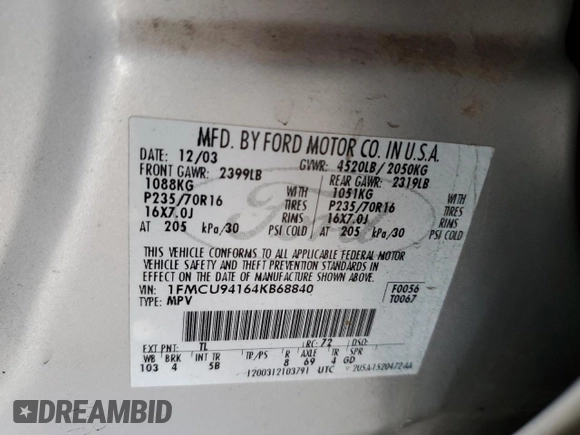 MFD. BY FORD MOTOR CO. IN U.S.A.
DATE: 12/03 GVWR: 4520LB/ 2050KG
FRONT GAWR: 2399LB REAR GAWR: 2319LB
1088KG WITH 1051KG WITH
P235/70R16 TIRES P235/70R16 TIRES
16X7.0J RIMS 16X7.0J RIMS
AT 205 kPa/30 PSI COLD AT 205 kPa/30 PSI COLD
Ford
THIS VEHICLE CONFORMS TO ALL APPLICABLE FEDERAL MOTOR
VEHICLE SAFETY AND THEFT PREVENTION STANDARDS IN
EFFECT ON THE DATE OF MANUFACTURE SHOWN ABOVE.
VIN: 1FMCU94164KB68840 F0056
TYPE: MPV T0067
EXT PNT: TL RC: 72 DSO:
WB BRK INT TR TP/PS R AXLE TR SPR
103 4 5B 8 69 4 GD
1200312103791 UTC
DREAMBID